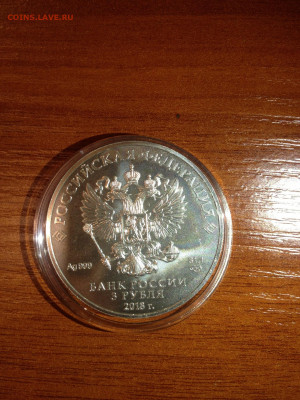 COINS.LAVE.RU
РОССИЙСКАЯ ФЕДЕРАЦИЯ
Ag 999
БАНК РОССИИ
3 РУБЛЯ
2018 г.